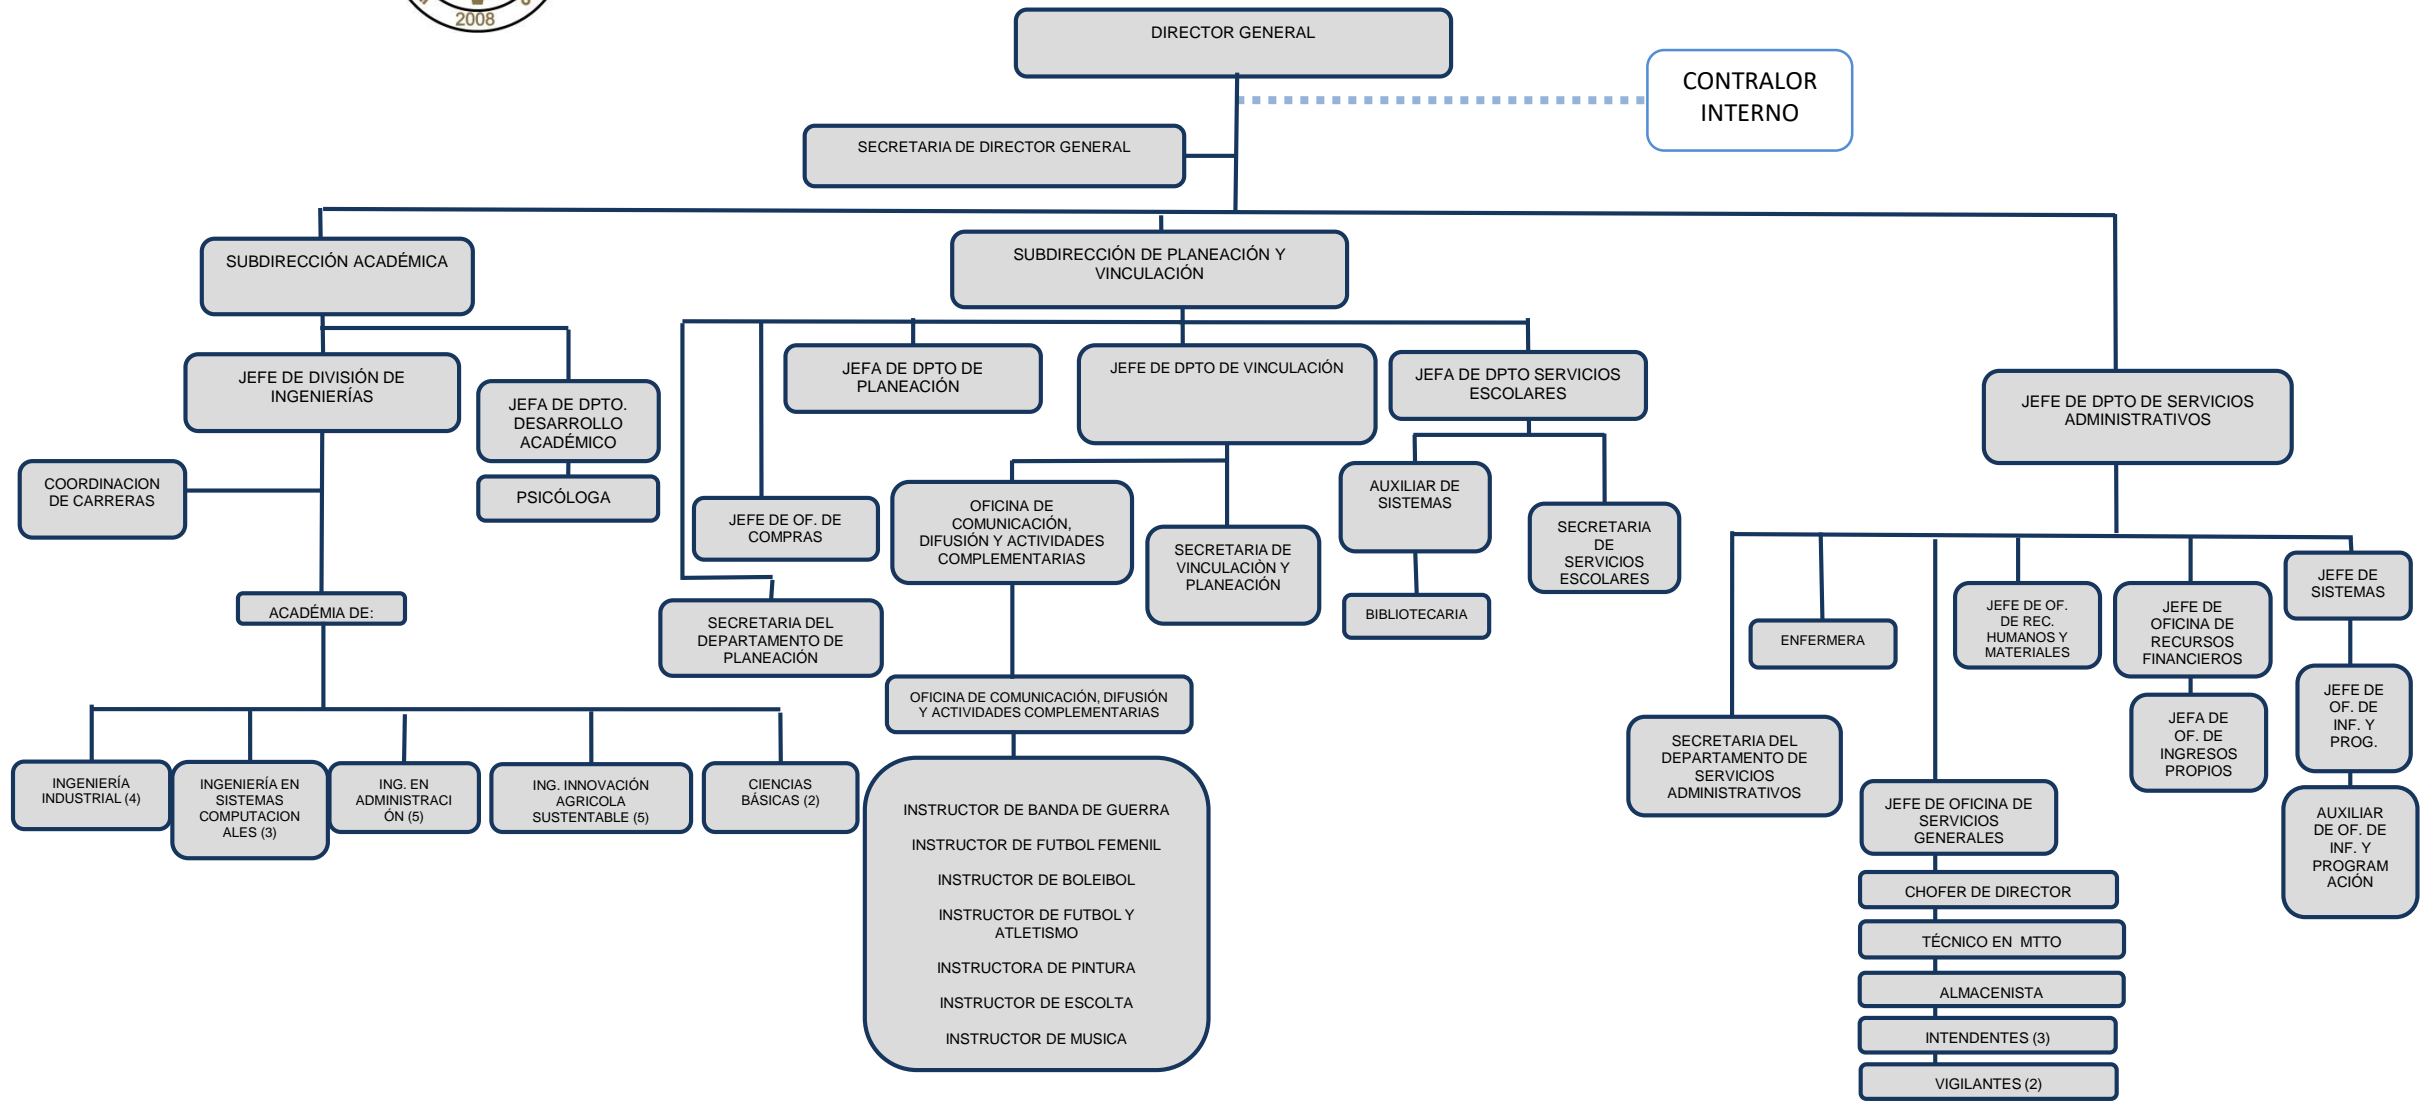 2008
DIRECTOR GENERAL
CONTRALOR
INTERNO
SECRETARIA DE DIRECTOR GENERAL
SUBDIRECCIÓN ACADÉMICA
SUBDIRECCIÓN DE PLANEACIÓN Y
VINCULACIÓN
JEFE DE DIVISIÓN DE
INGENIERÍAS
JEFA DE DPTO.
DESARROLLO
ACADÉMICO
PSICÓLOGA
COORDINACION
DE CARRERAS
ACADÉMIA DE:
INGENIERÍA
INDUSTRIAL (4)
INGENIERÍA EN
SISTEMAS
COMPUTACION
ALES (3)
ING. EN
ADMINISTRACI
ÓN (5)
ING. INNOVACIÓN
AGRICOLA
SUSTENTABLE (5)
CIENCIAS
BÁSICAS (2)
JEFA DE DPTO DE
PLANEACIÓN
JEFE DE DPTO DE VINCULACIÓN
JEFA DE DPTO SERVICIOS
ESCOLARES
JEFE DE OF. DE
COMPRAS
SECRETARIA DEL
DEPARTAMENTO DE
PLANEACIÓN
OFICINA DE
COMUNICACIÓN,
DIFUSIÓN Y ACTIVIDADES
COMPLEMENTARIAS
SECRETARIA DE
VINCULACIÒN Y
PLANEACIÓN
AUXILIAR DE
SISTEMAS
BIBLIOTECARIA
SECRETARIA
DE
SERVICIOS
ESCOLARES
OFICINA DE COMUNICACIÓN, DIFUSIÓN
Y ACTIVIDADES COMPLEMENTARIAS
INSTRUCTOR DE BANDA DE GUERRA
INSTRUCTOR DE FUTBOL FEMENIL
INSTRUCTOR DE BOLEIBOL
INSTRUCTOR DE FUTBOL Y
ATLETISMO
INSTRUCTORA DE PINTURA
INSTRUCTOR DE ESCOLTA
INSTRUCTOR DE MUSICA
JEFE DE DPTO DE SERVICIOS
ADMINISTRATIVOS
SECRETARIA DEL
DEPARTAMENTO DE
SERVICIOS
ADMINISTRATIVOS
ENFERMERA
JEFE DE OFICINA DE
SERVICIOS
GENERALES
CHOFER DE DIRECTOR
TÉCNICO EN  MTTO
ALMACENISTA
INTENDENTES (3)
VIGILANTES (2)
JEFE DE OF.
DE REC.
HUMANOS Y
MATERIALES
JEFE DE
OFICINA DE
RECURSOS
FINANCIEROS
JEFA DE
OF. DE
INGRESOS
PROPIOS
JEFE DE
SISTEMAS
JEFE DE
OF. DE
INF. Y
PROG.
AUXILIAR
DE OF. DE
INF. Y
PROGRAM
ACIÓN